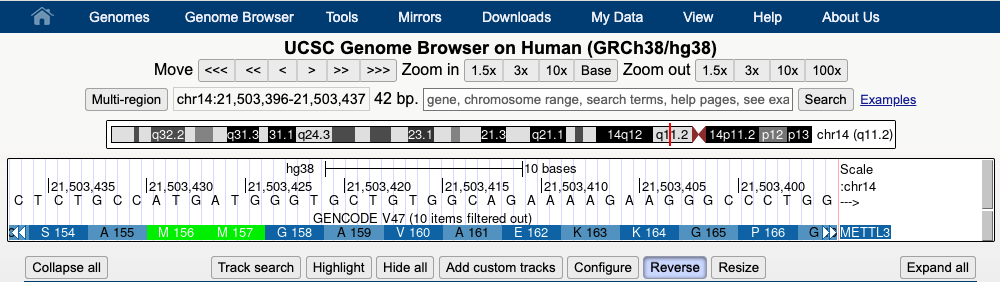 Genomes Genome Browser Tools Mirrors Downloads My Data View Help About Us
UCSC Genome Browser on Human (GRCh38/hg38)
Move <<< << < > >> >>> Zoom in 1.5x 3x 10x Base Zoom out 1.5x 3x 10x 100x
Multi-region chr14:21,503,396-21,503,437 42 bp. gene, chromosome range, search terms, help pages, see exa Search Examples
q32.2 q31.3 31.1 q24.3 23.1 21.3 q21.1 14q12 q11.2 14p11.2 p12 p13 chr14 (q11.2)
hg38 10 bases Scale
21,503,435 21,503,430 21,503,425 21,503,420 21,503,415 21,503,410 21,503,405 21,503,400 :chr14
C T C T G C C A T G A T G G G T G C T G T G G C A G A A A A G A A G G G C C C T G G --->
GENCODE V47 (10 items filtered out)
S 154 A 155 M 156 M 157 G 158 A 159 V 160 A 161 E 162 K 163 K 164 G 165 P 166 G METTL3
Collapse all Track search Highlight Hide all Add custom tracks Configure Reverse Resize Expand all